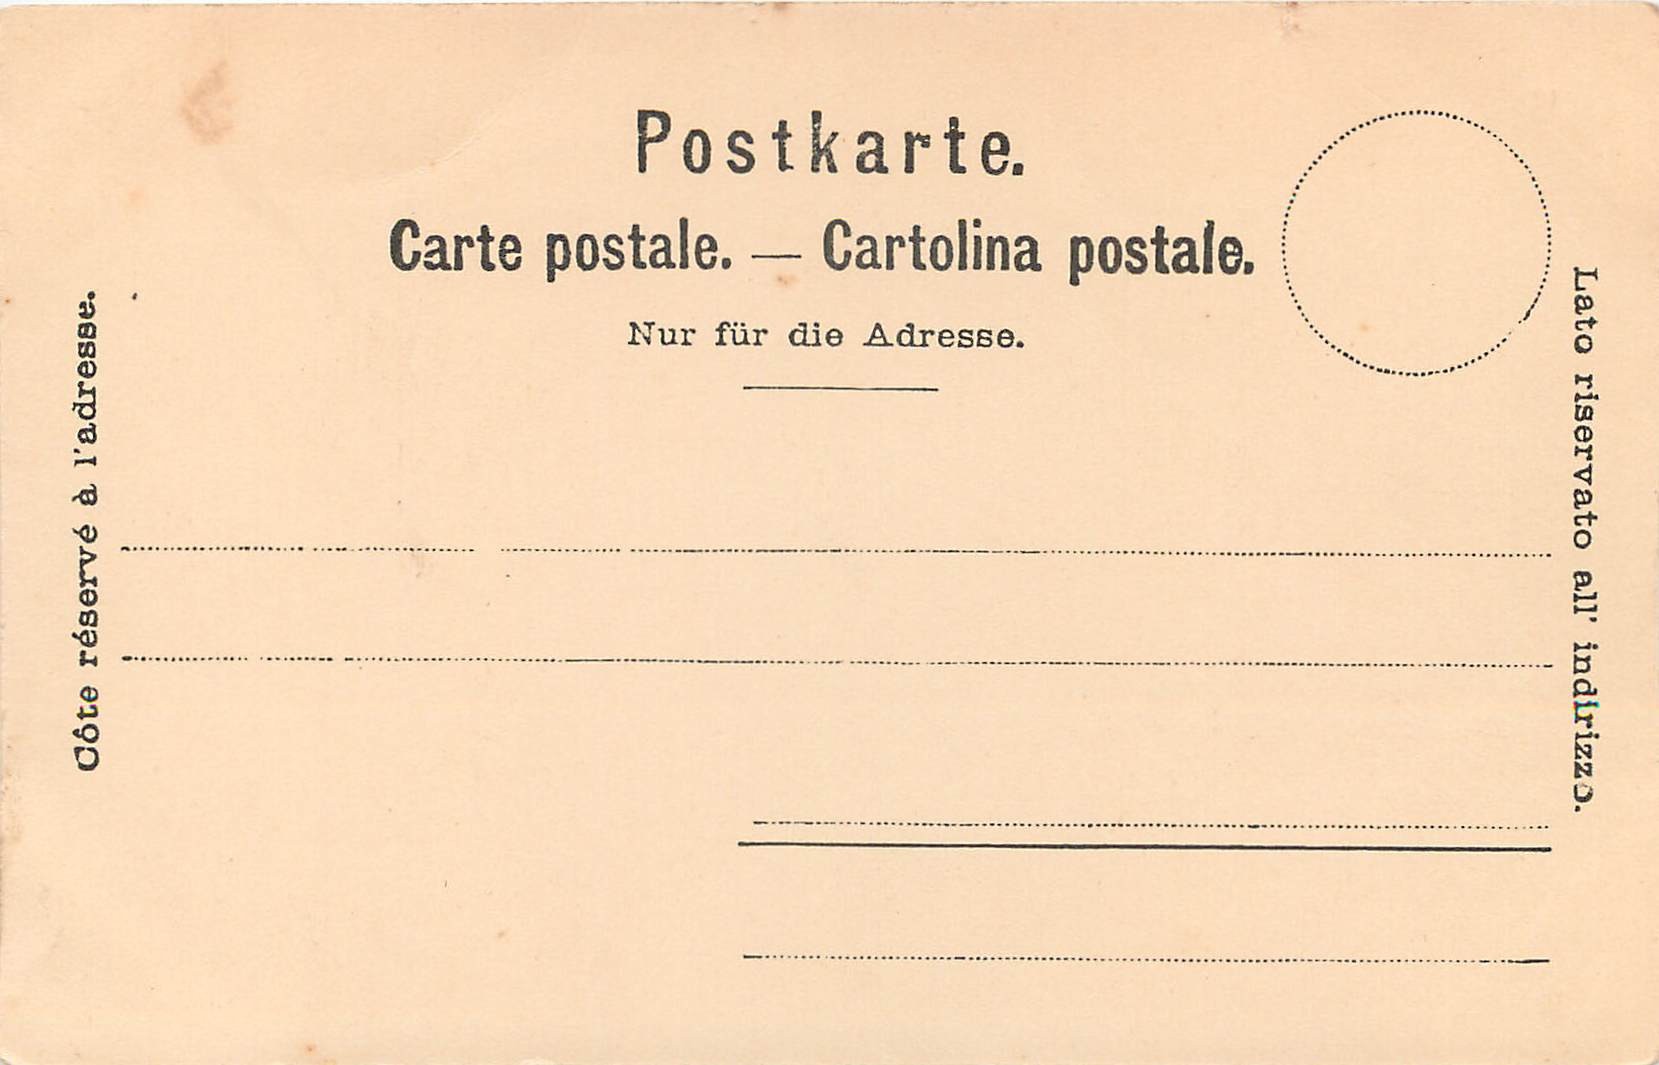 Postkarte.
Carte postale. — Cartolina postale.
Nur für die Adresse.
Côte réservé à l'adresse.
Lato riservato all' indirizzo.